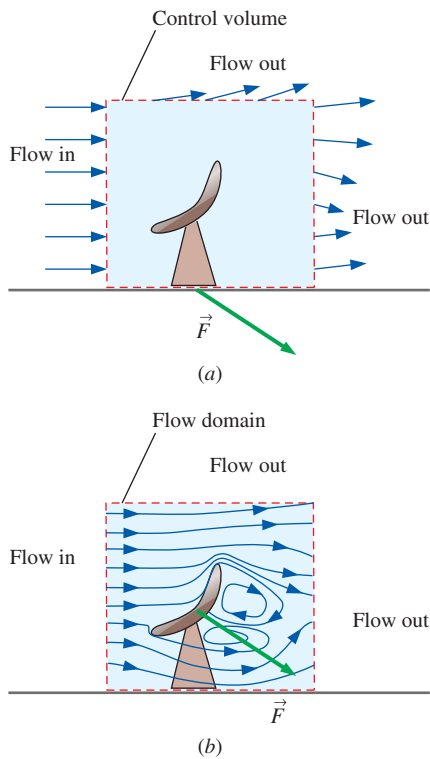 Control volume
Flow out
Flow in
Flow out
F
(a)
Flow domain
Flow out
Flow in
Flow out
F
(b)